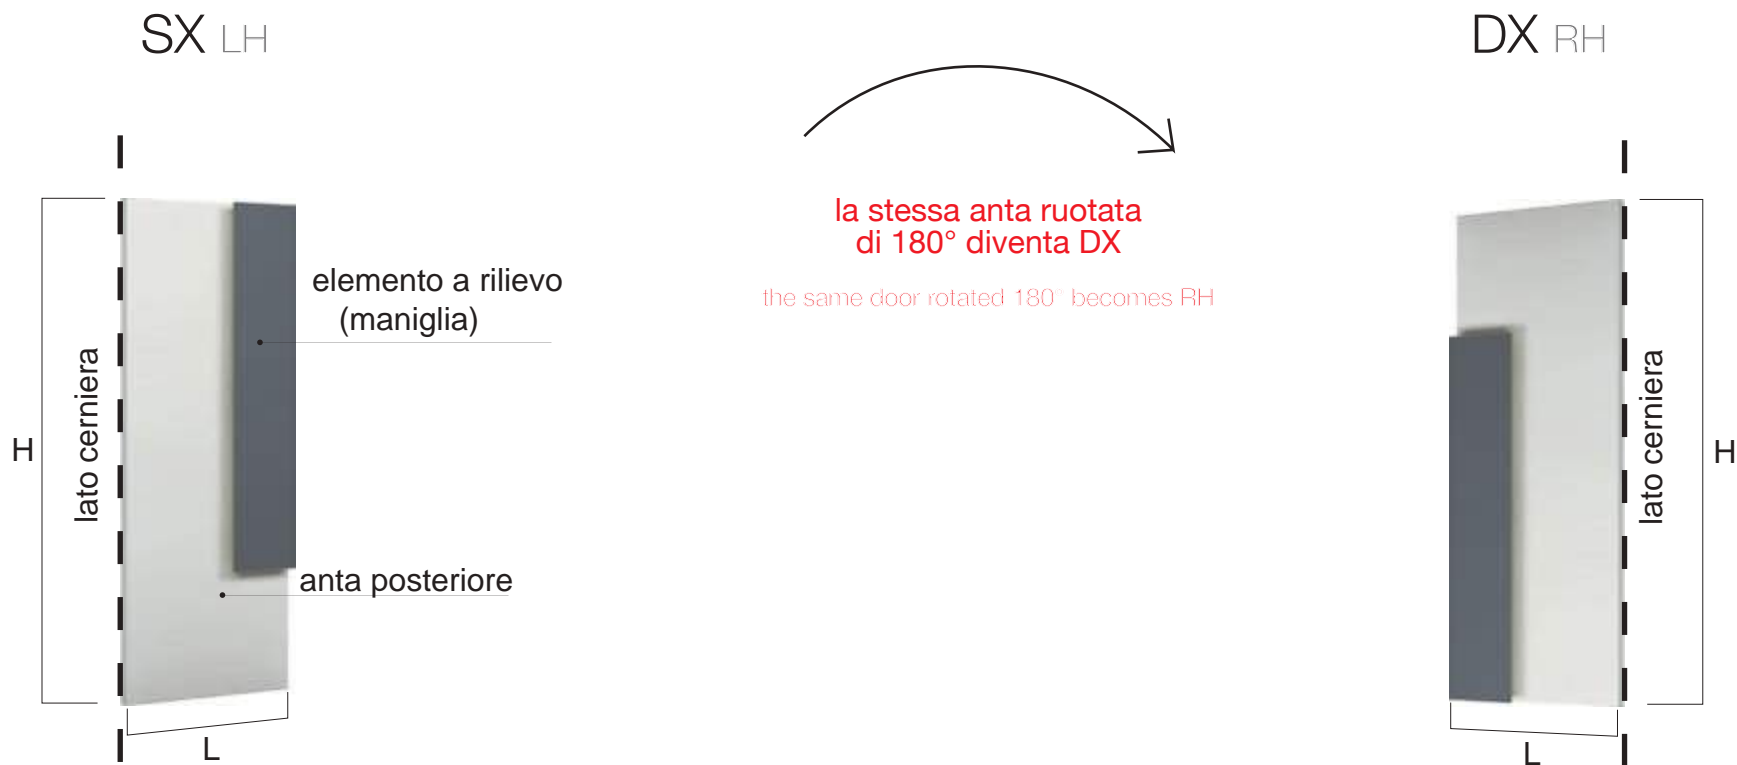 SX LH
DX RH
la stessa anta ruotata
di 180° diventa DX
the same door rotated 180° becomes RH
elemento a rilievo
(maniglia)
lato cerniera
lato cerniera
H
H
anta posteriore
L
L